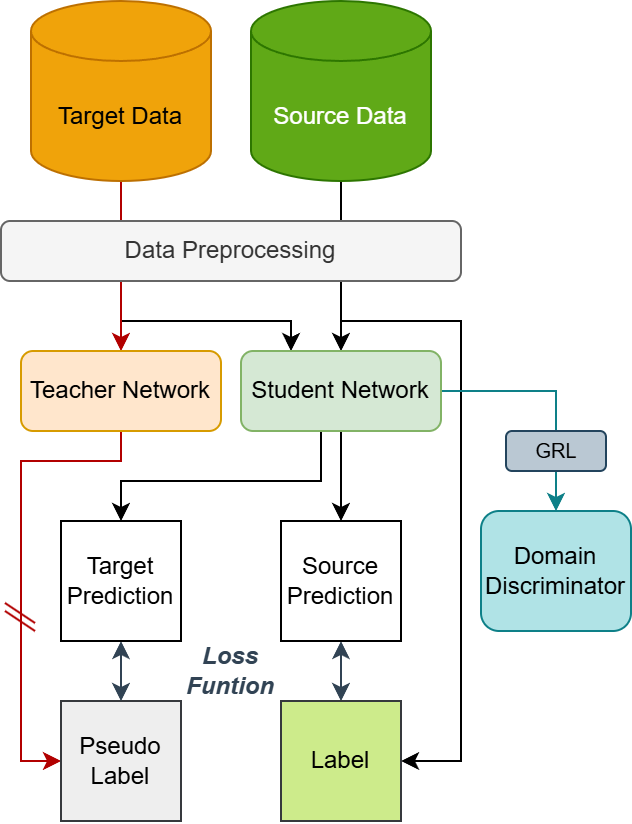 Target Data
Source Data
Data Preprocessing
Teacher Network
Student Network
GRL
Target
Prediction
Source
Prediction
Domain
Discriminator
Loss
Funtion
Pseudo
Label
Label